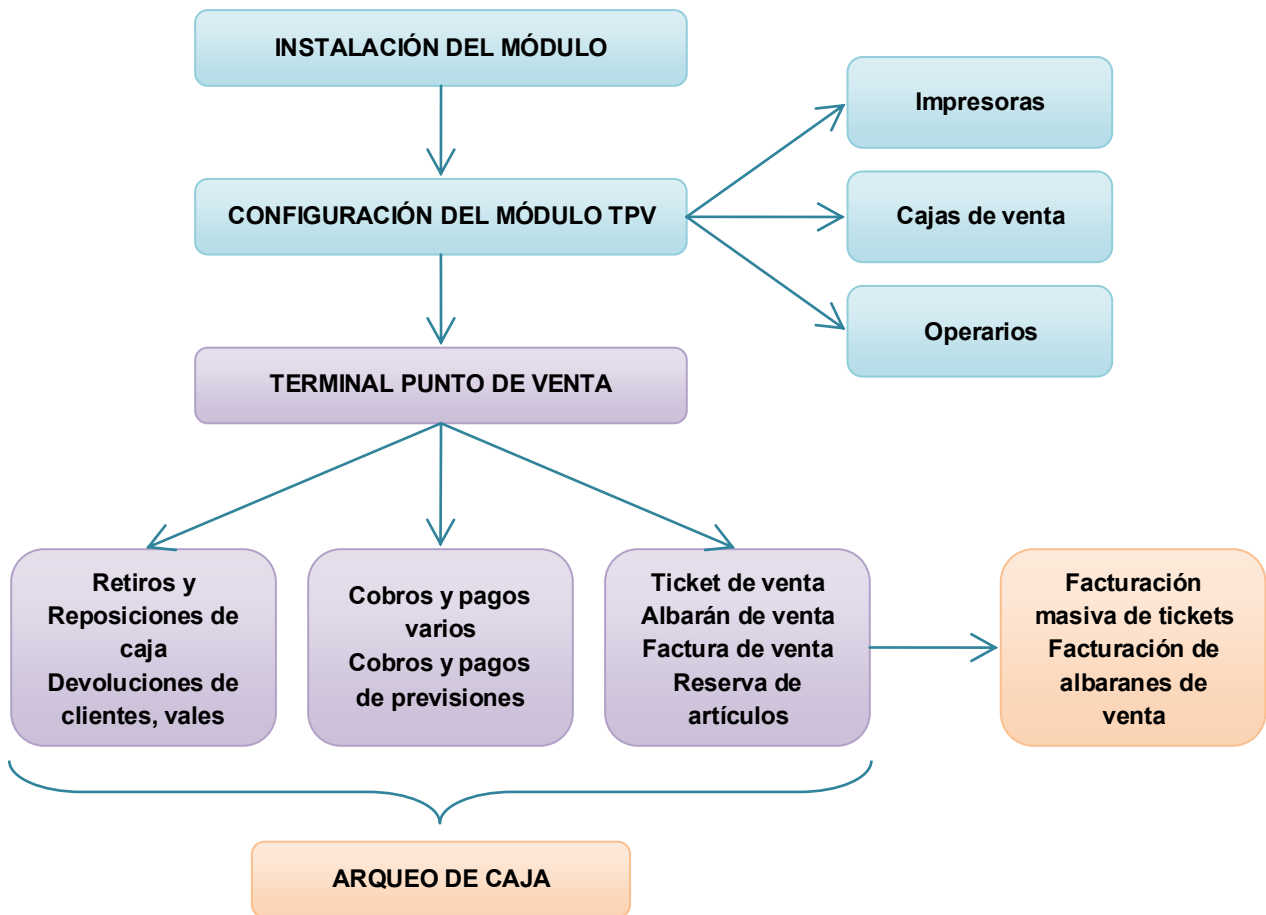 INSTALACIÓN DEL MÓDULO
Impresoras
CONFIGURACIÓN DEL MÓDULO TPV
Cajas de venta
Operarios
TERMINAL PUNTO DE VENTA
Retiros y
Reposiciones de
caja
Devoluciones de
clientes, vales
Cobros y pagos
varios
Cobros y pagos
de previsiones
Ticket de venta
Albarán de venta
Factura de venta
Reserva de
artículos
Facturación
masiva de tickets
Facturación de
albaranes de
venta
ARQUEO DE CAJA